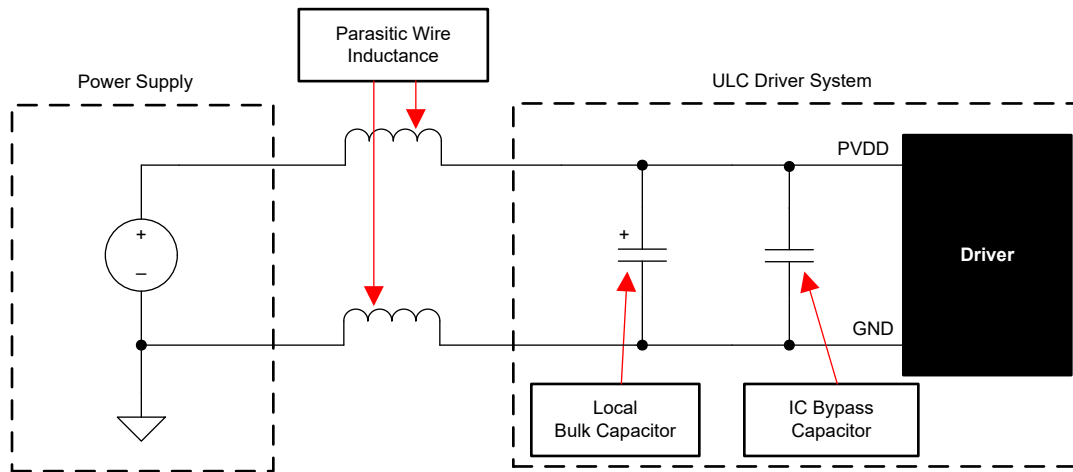 Parasitic Wire
Inductance
Power Supply
ULC Driver System
PVDD
+
–
+
Driver
GND
Local
Bulk Capacitor
IC Bypass
Capacitor